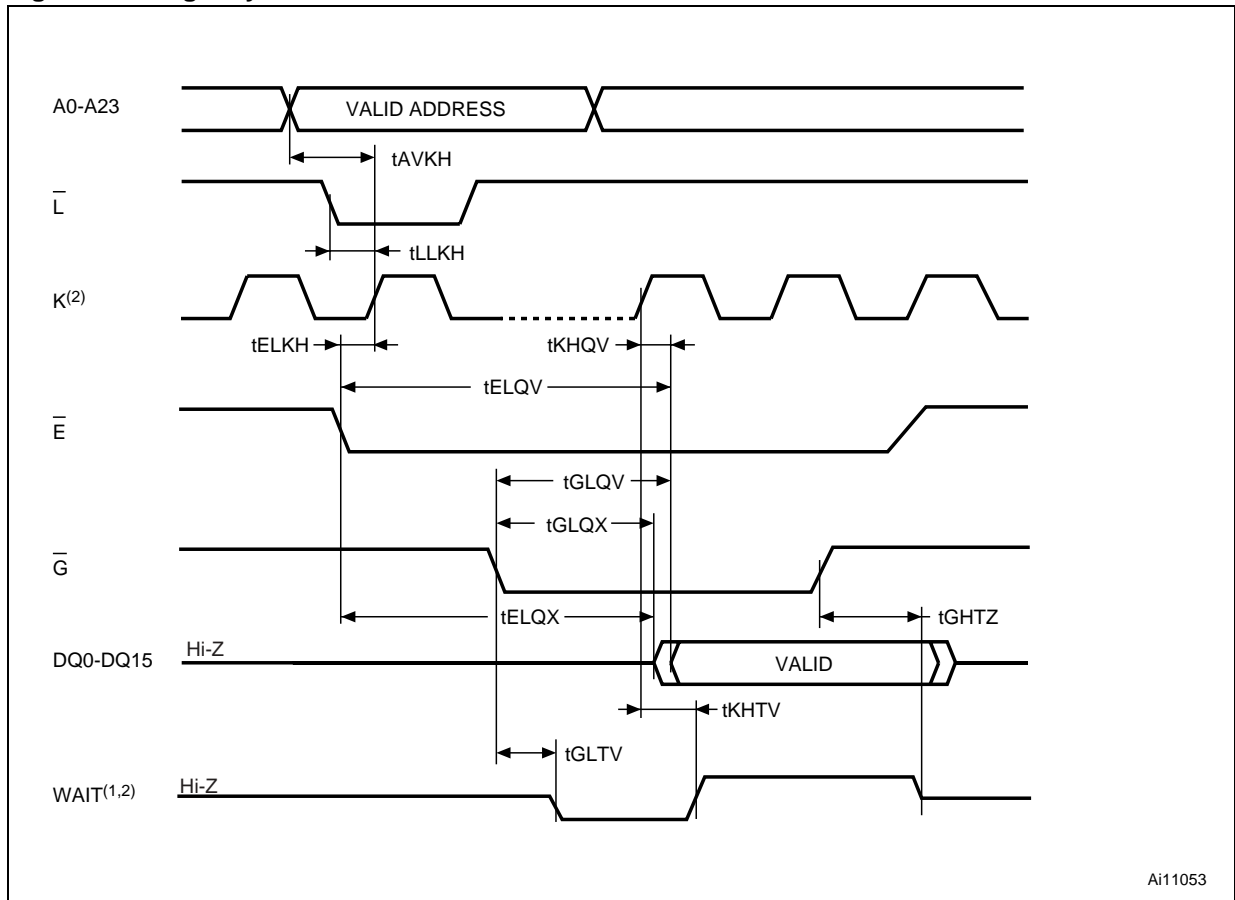 A0-A23
VALID ADDRESS
tAVKH
L̅
tLLKH
K(2)
tELKH
tKHQV
tELQV
E̅
tGLQV
tGLQX
G̅
tELQX
tGHTZ
DQ0-DQ15
Hi-Z
VALID
tKHTV
tGLTV
WAIT(1,2)
Hi-Z
Ai11053